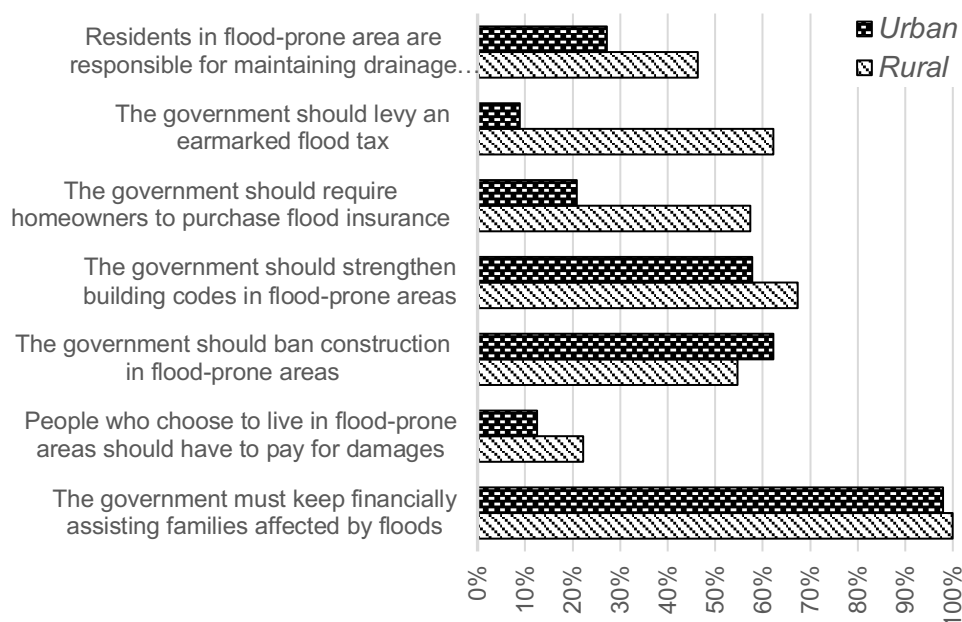 Urban
Rural
Residents in flood-prone area are
responsible for maintaining drainage…
The government should levy an
earmarked flood tax
The government should require
homeowners to purchase flood insurance
The government should strengthen
building codes in flood-prone areas
The government should ban construction
in flood-prone areas
People who choose to live in flood-prone
areas should have to pay for damages
The government must keep financially
assisting families affected by floods
0%
10%
20%
30%
40%
50%
60%
70%
80%
90%
100%